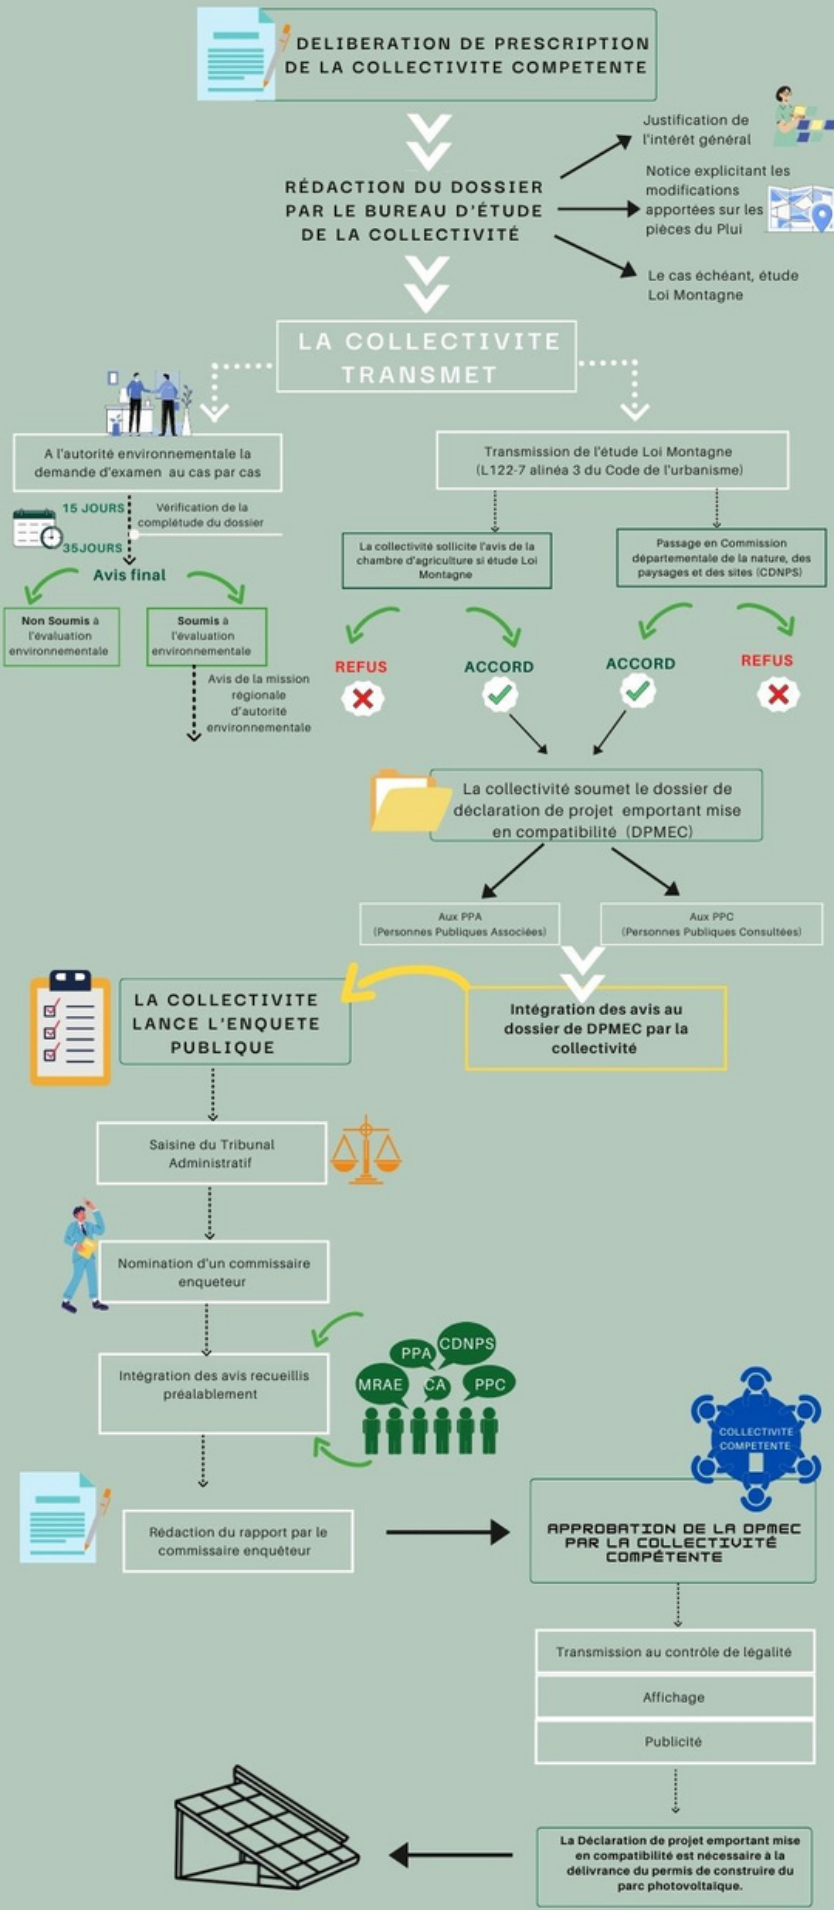 DELIBERATION DE PRESCRIPTION
DE LA COLLECTIVITE COMPETENTE
RÉDACTION DU DOSSIER
PAR LE BUREAU D'ÉTUDE
DE LA COLLECTIVITÉ
Justification de
l'intérêt général
Notice explicitant les
modifications
apportées sur les
pièces du Plui
Le cas échéant, étude
Loi Montagne
LA COLLECTIVITE
TRANSMET
A l'autorité environnementale la
demande d'examen au cas par cas
15 JOURS
Vérification de la
complétude du dossier
35JOURS
Avis final
Non Soumis à
l'évaluation
environnementale
Soumis à
l'évaluation
environnementale
Avis de la mission
régionale
d'autorité
environnementale
Transmission de l'étude Loi Montagne
(L122-7 alinéa 3 du Code de l'urbanisme)
La collectivité sollicite l'avis de la
chambre d'agriculture si étude Loi
Montagne
Passage en Commission
départementale de la nature, des
paysages et des sites (CDNPS)
REFUS
ACCORD
ACCORD
REFUS
La collectivité soumet le dossier de
déclaration de projet emportant mise
en compatibilité (DPMEC)
Aux PPA
(Personnes Publiques Associées)
Aux PPC
(Personnes Publiques Consultées)
Intégration des avis au
dossier de DPMEC par la
collectivité
LA COLLECTIVITE
LANCE L'ENQUETE
PUBLIQUE
Saisine du Tribunal
Administratif
Nomination d'un commissaire
enqueteur
Intégration des avis recueillis
préalablement
PPA
CDNPS
MRAE
CA
PPC
Rédaction du rapport par le
commissaire enquêteur
COLLECTIVITE
COMPETENTE
APPROBATION DE LA DPMEC
PAR LA COLLECTIVITÉ
COMPÉTENTE
Transmission au contrôle de légalité
Affichage
Publicité
La Déclaration de projet emportant mise
en compatibilité est nécessaire à la
délivrance du permis de construire du
parc photovoltaïque.